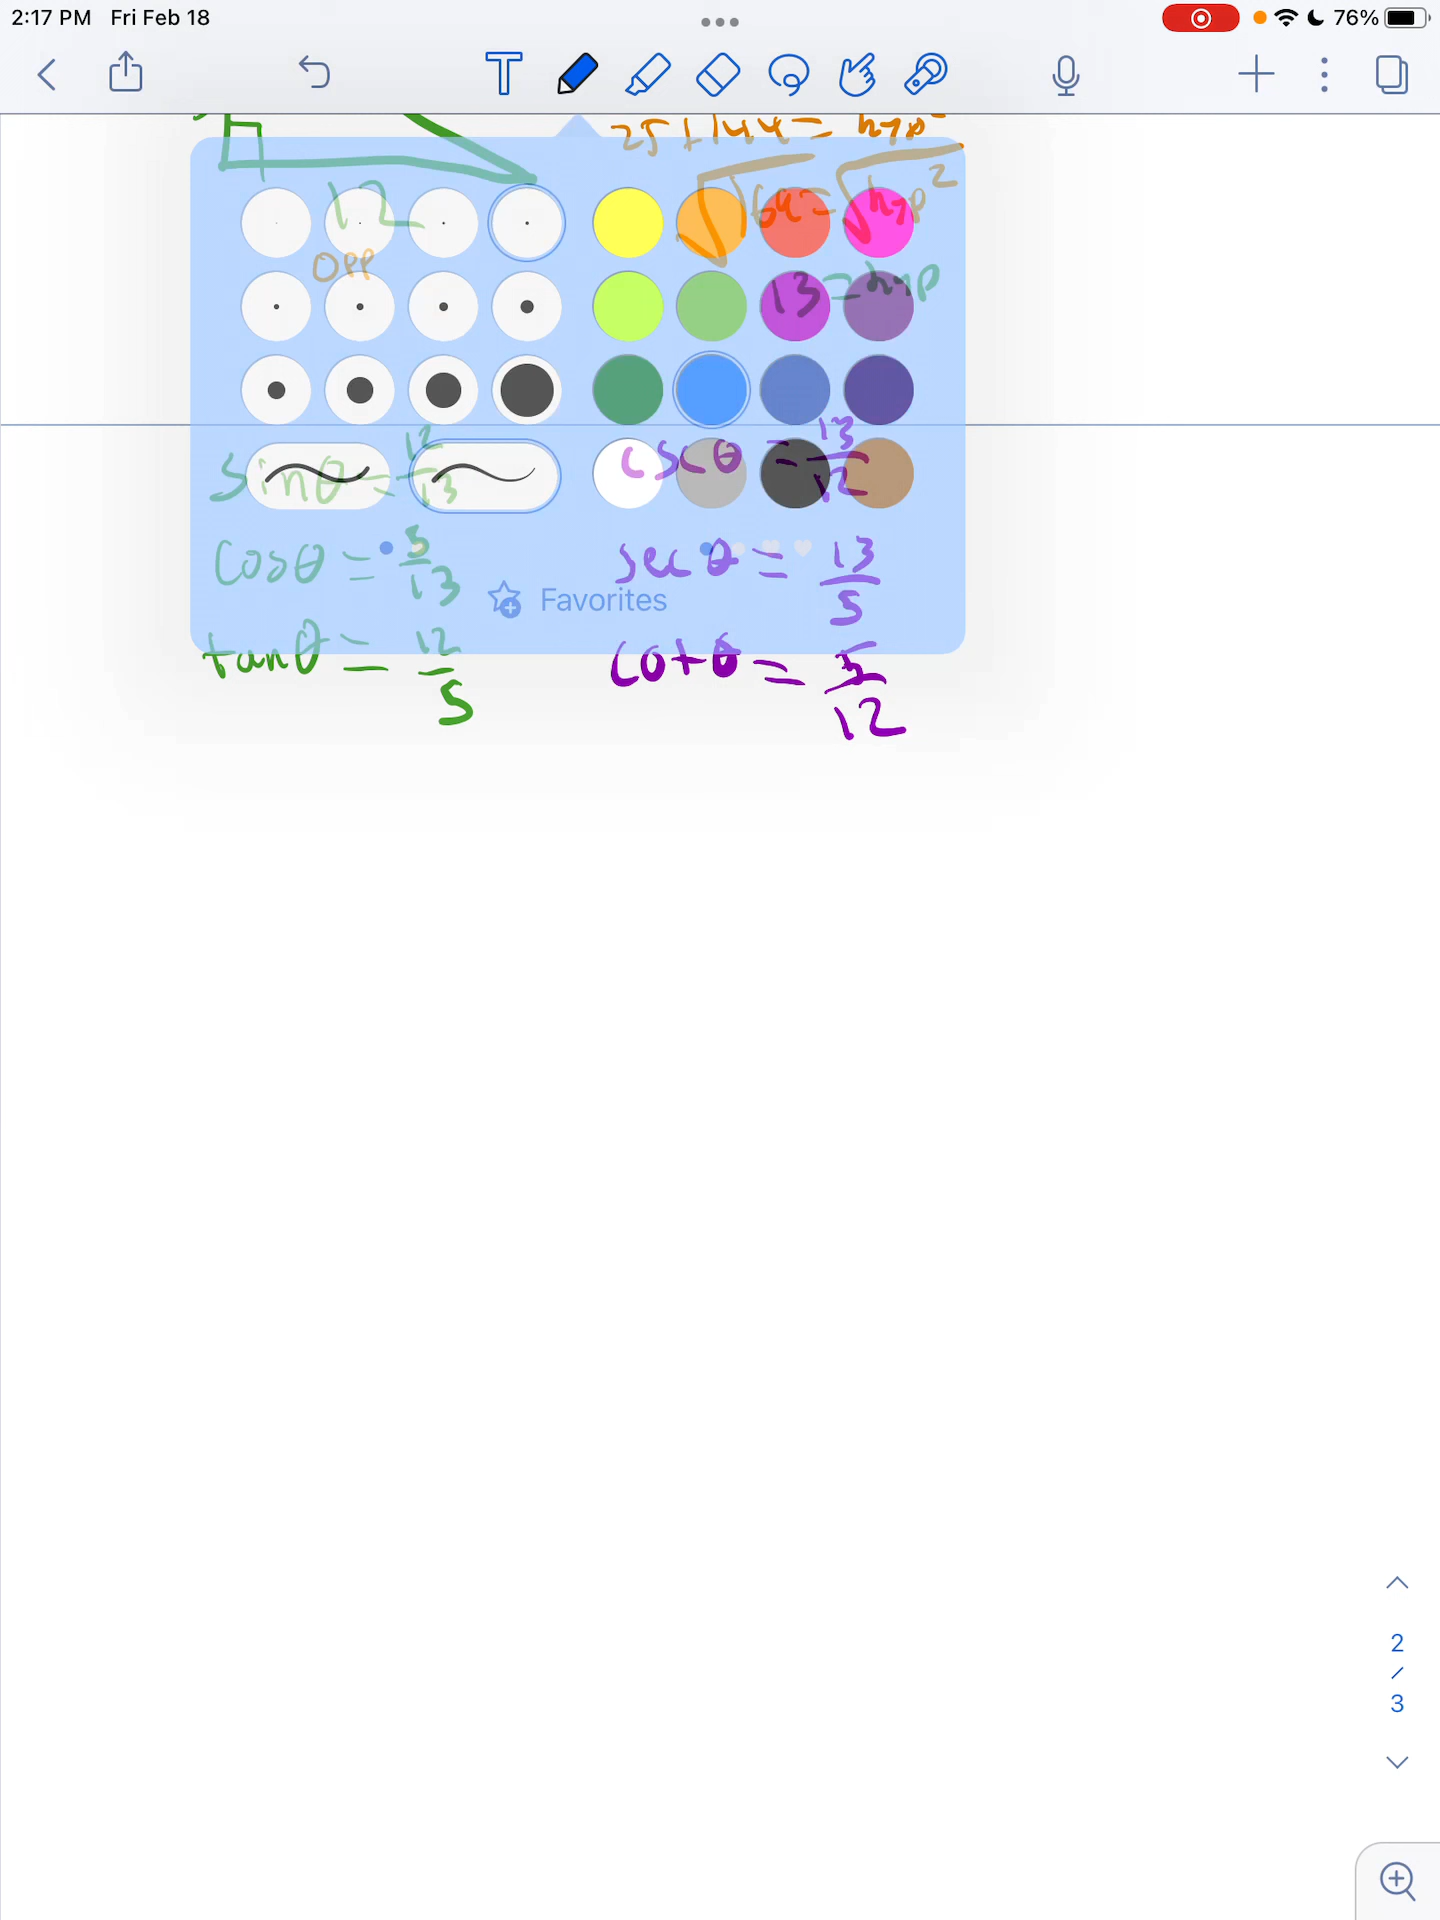 2:17 PM Fri Feb 18
76%
T
25 + 144 = hyp²
12
√169 = √hyp²
OPP
13 = hyp
sinθ = 12/13
cscθ = 13/12
cosθ = 5/13
secθ = 13/5
Favorites
tanθ = 12/5
cotθ = 5/12
2
/
3